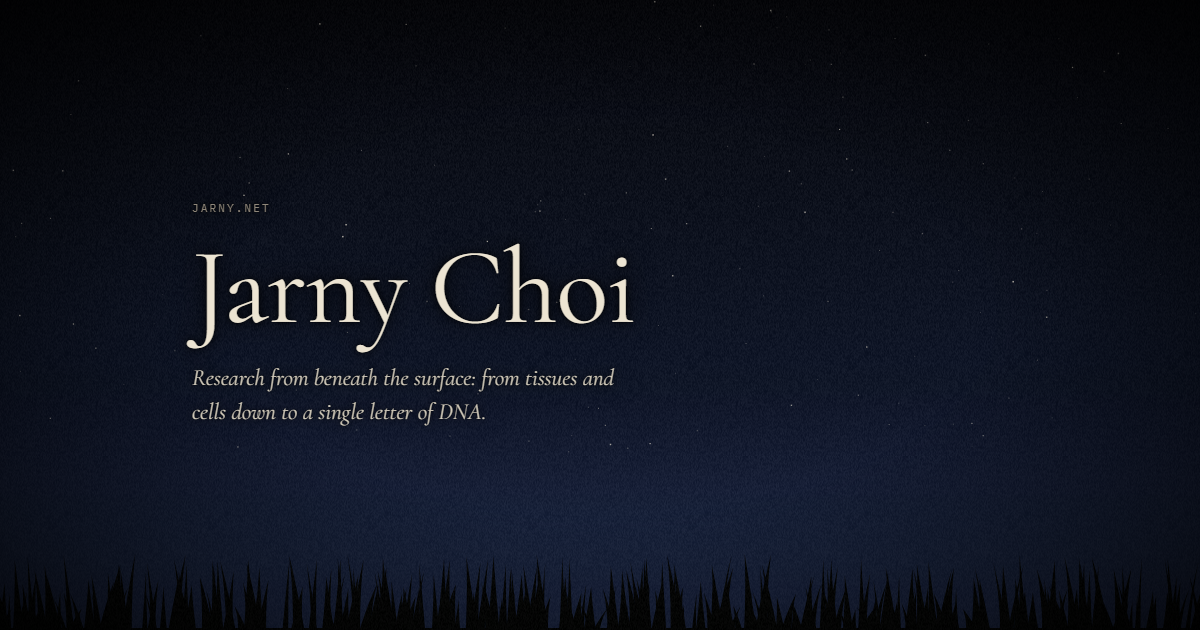 JARNY.NET
Jarny Choi
Research from beneath the surface: from tissues and
cells down to a single letter of DNA.